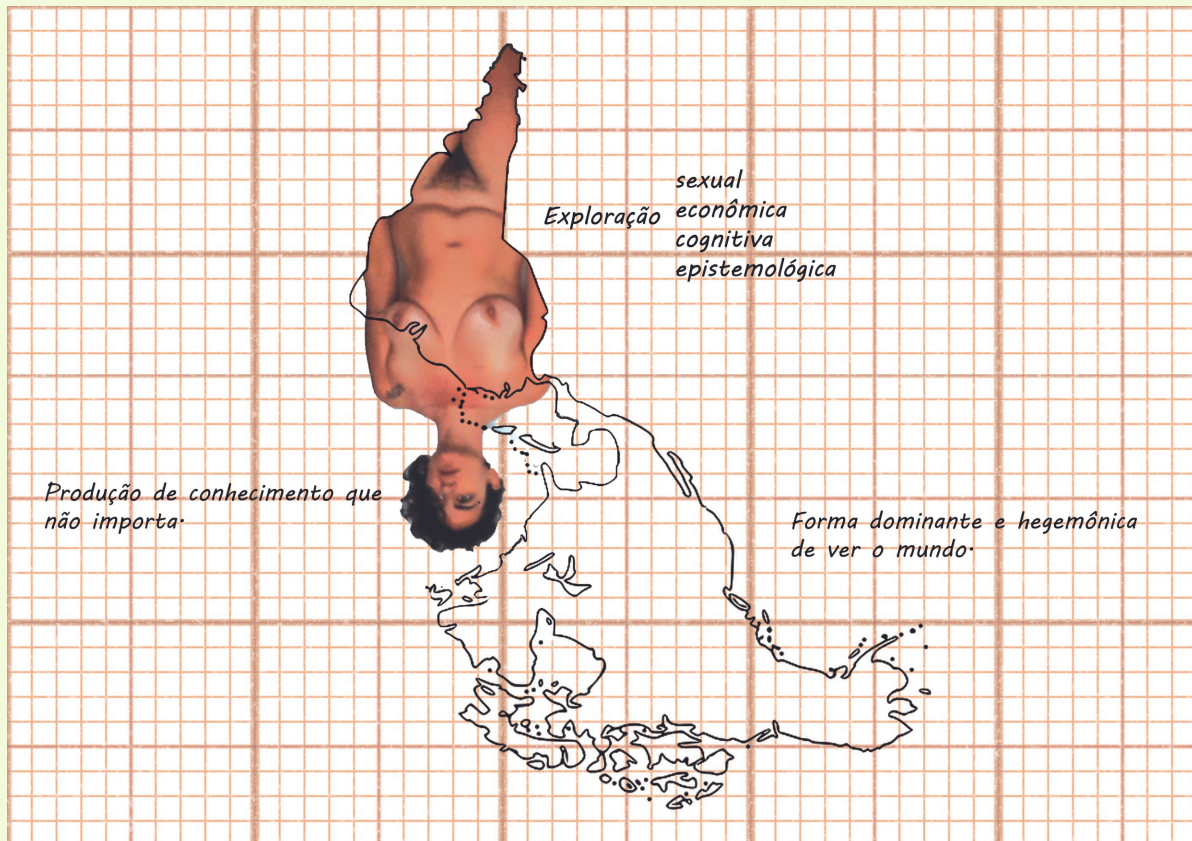 sexual
Exploração econômica
cognitiva
epistemológica
Produção de conhecimento que
não importa.
Forma dominante e hegemônica
de ver o mundo.